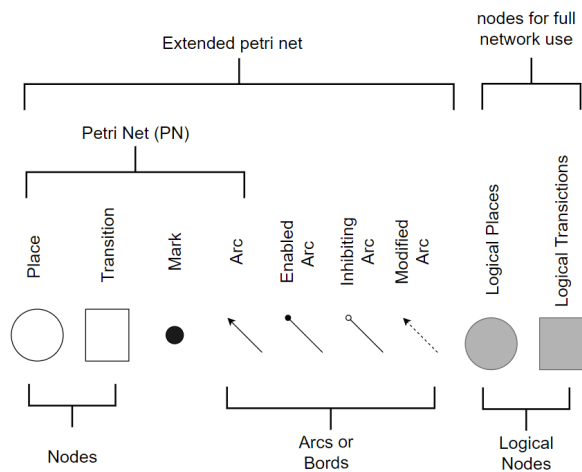 nodes for full
network use
Extended petri net
Petri Net (PN)
Place
Transition
Mark
Arc
Enabled
Arc
Inhibiting
Arc
Modified
Arc
Logical Places
Logical Transictions
Nodes
Arcs or
Bords
Logical
Nodes